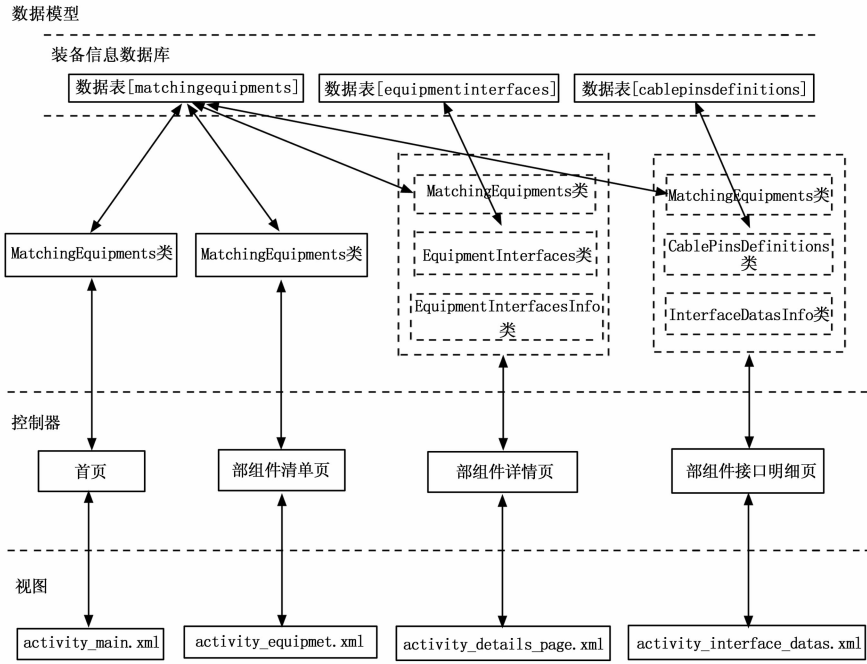 数据模型
装备信息数据库
数据表[matchingequipments]
数据表[equipmentinterfaces]
数据表[cablepinsdefinitions]
MatchingEquipments类
MatchingEquipments类
MatchingEquipments类
EquipmentInterfaces类
EquipmentInterfacesInfo
类
MatchingEquipments类
CablePinsDefinitions
类
InterfaceDatasInfo类
控制器
首页
部组件清单页
部组件详情页
部组件接口明细页
视图
activity_main.xml
activity_equipmet.xml
activity_details_page.xml
activity_interface_datas.xml